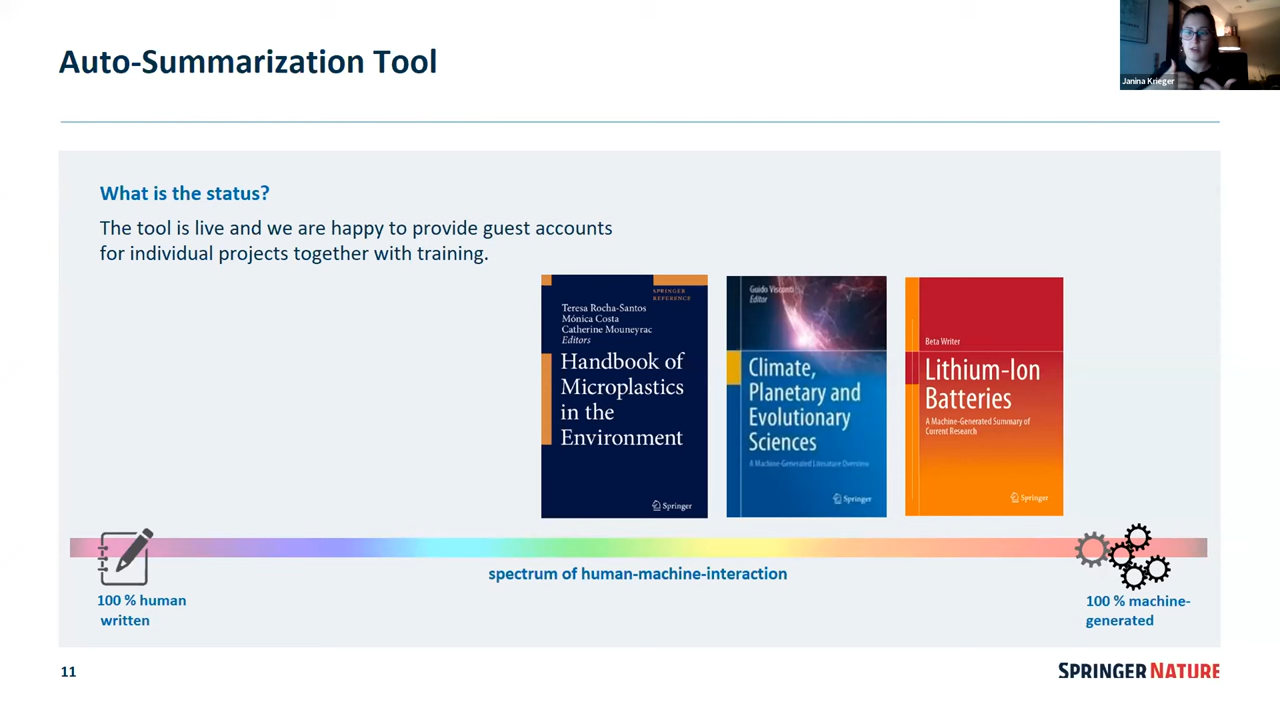 Auto-Summarization Tool
Janina Krieger
What is the status?
The tool is live and we are happy to provide guest accounts
for individual projects together with training.
SPRINGER
REFERENCE
Teresa Rocha-Santos
Mónica Costa
Catherine Mouneyrac
Editors
Handbook of
Microplastics
in the
Environment
Springer
Guido Visconti
Editor
Climate,
Planetary and
Evolutionary
Sciences
A Machine-Generated Literature Overview
Springer
Beta Writer
Lithium-Ion
Batteries
A Machine-Generated Summary of
Current Research
Springer
spectrum of human-machine-interaction
100 % human
written
100 % machine-
generated
11
SPRINGER NATURE